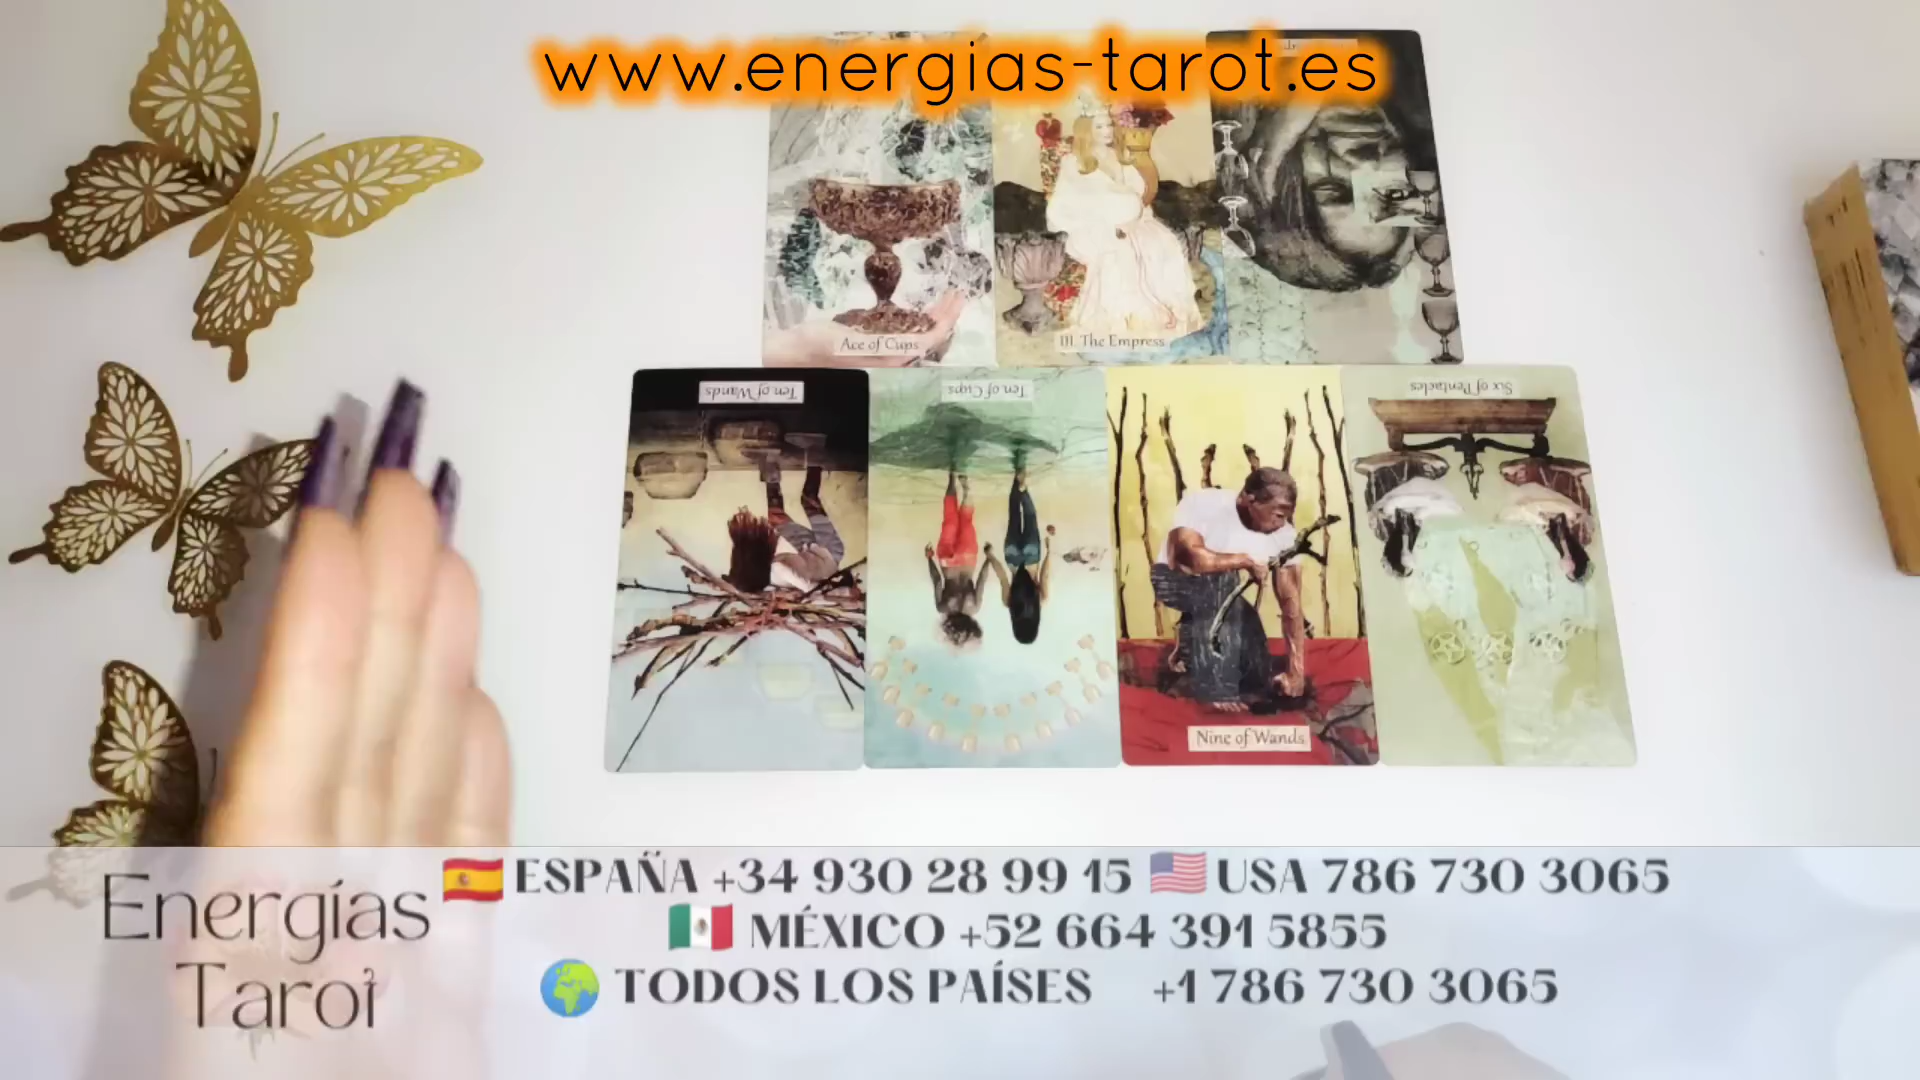 www.energias-tarot.es
Ace of Cups
III. The Empress
Ten of Wands
Ten of Cups
Six of Pentacles
Nine of Wands
Energías
Tarot
ESPAÑA +34 930 28 99 15 USA 786 730 3065
MÉXICO +52 664 391 5855
TODOS LOS PAÍSES +1 786 730 3065